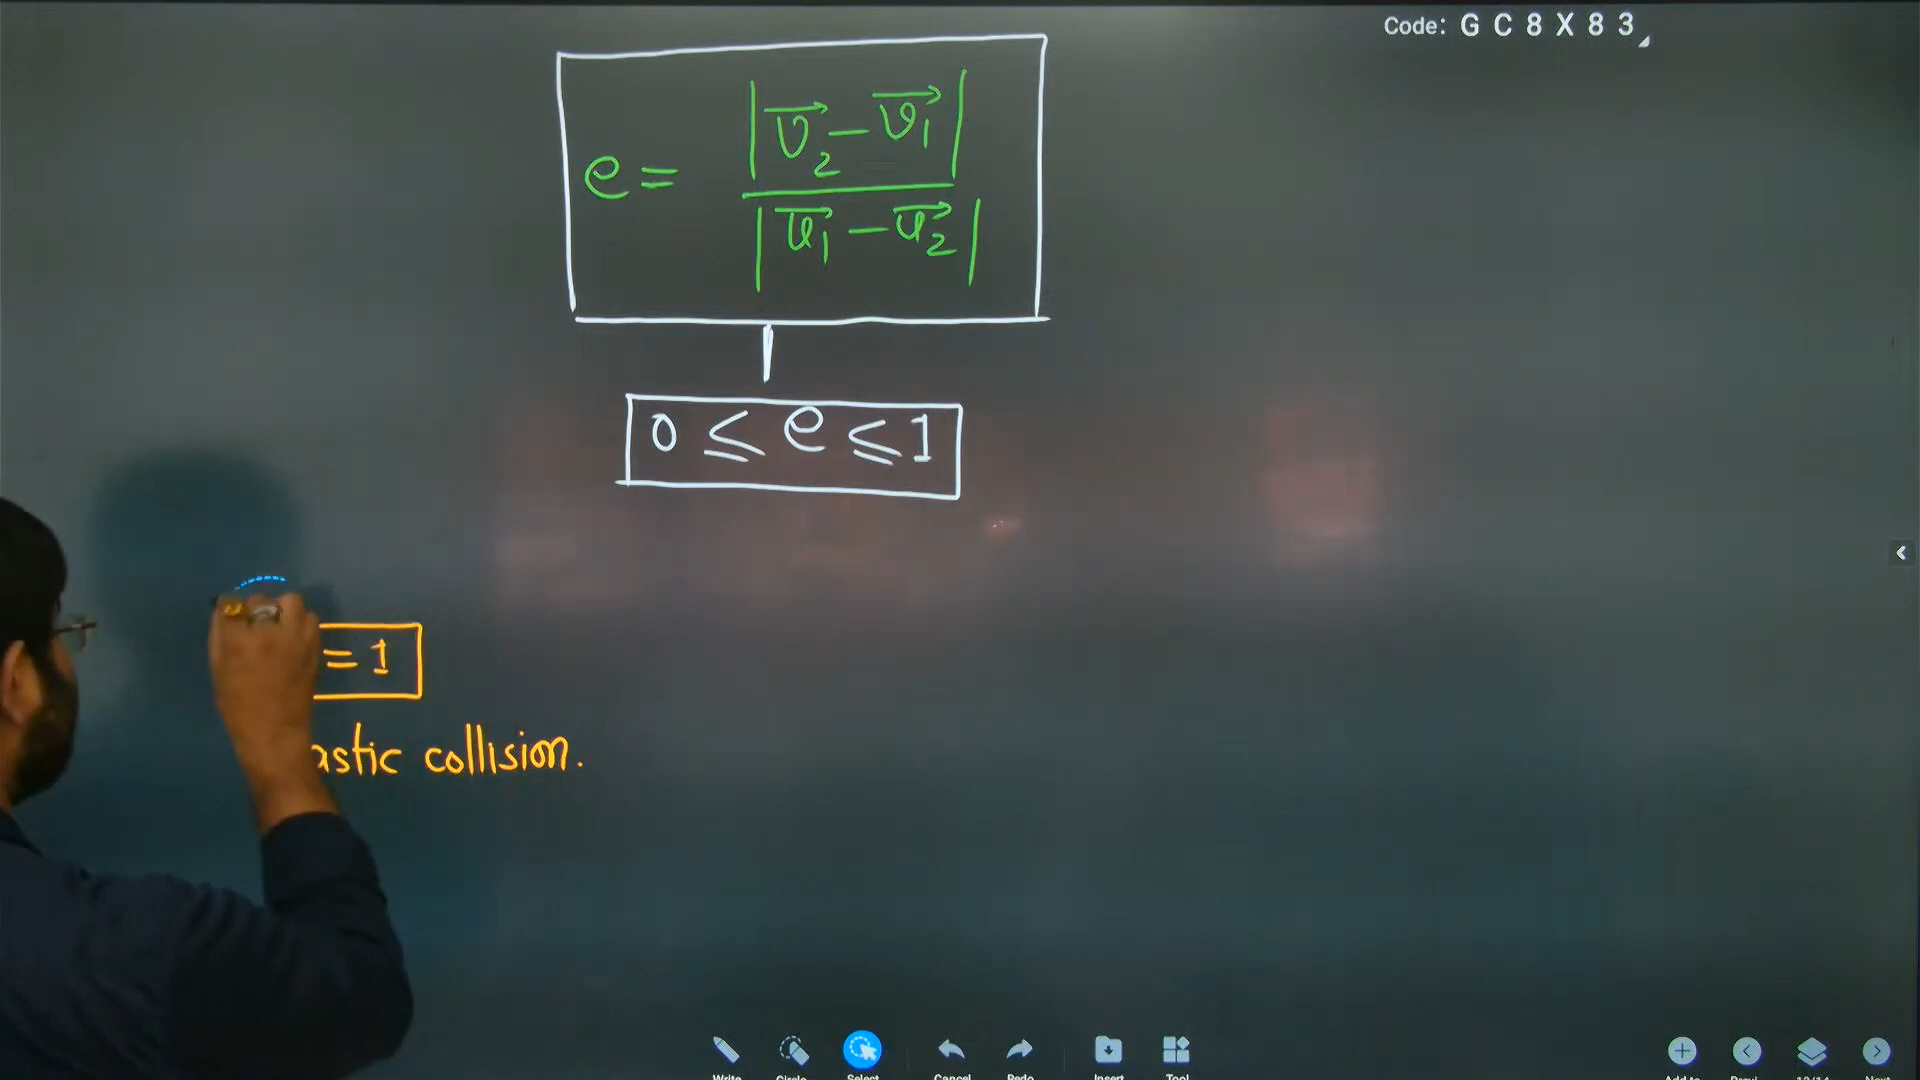 Code: G C 8 X 8 3
e = |v₂ − v₁| / |u₁ − u₂|
0 ≤ e ≤ 1
= 1
astic collision.
Write Circle Select Cancel Redo Insert Tool Next